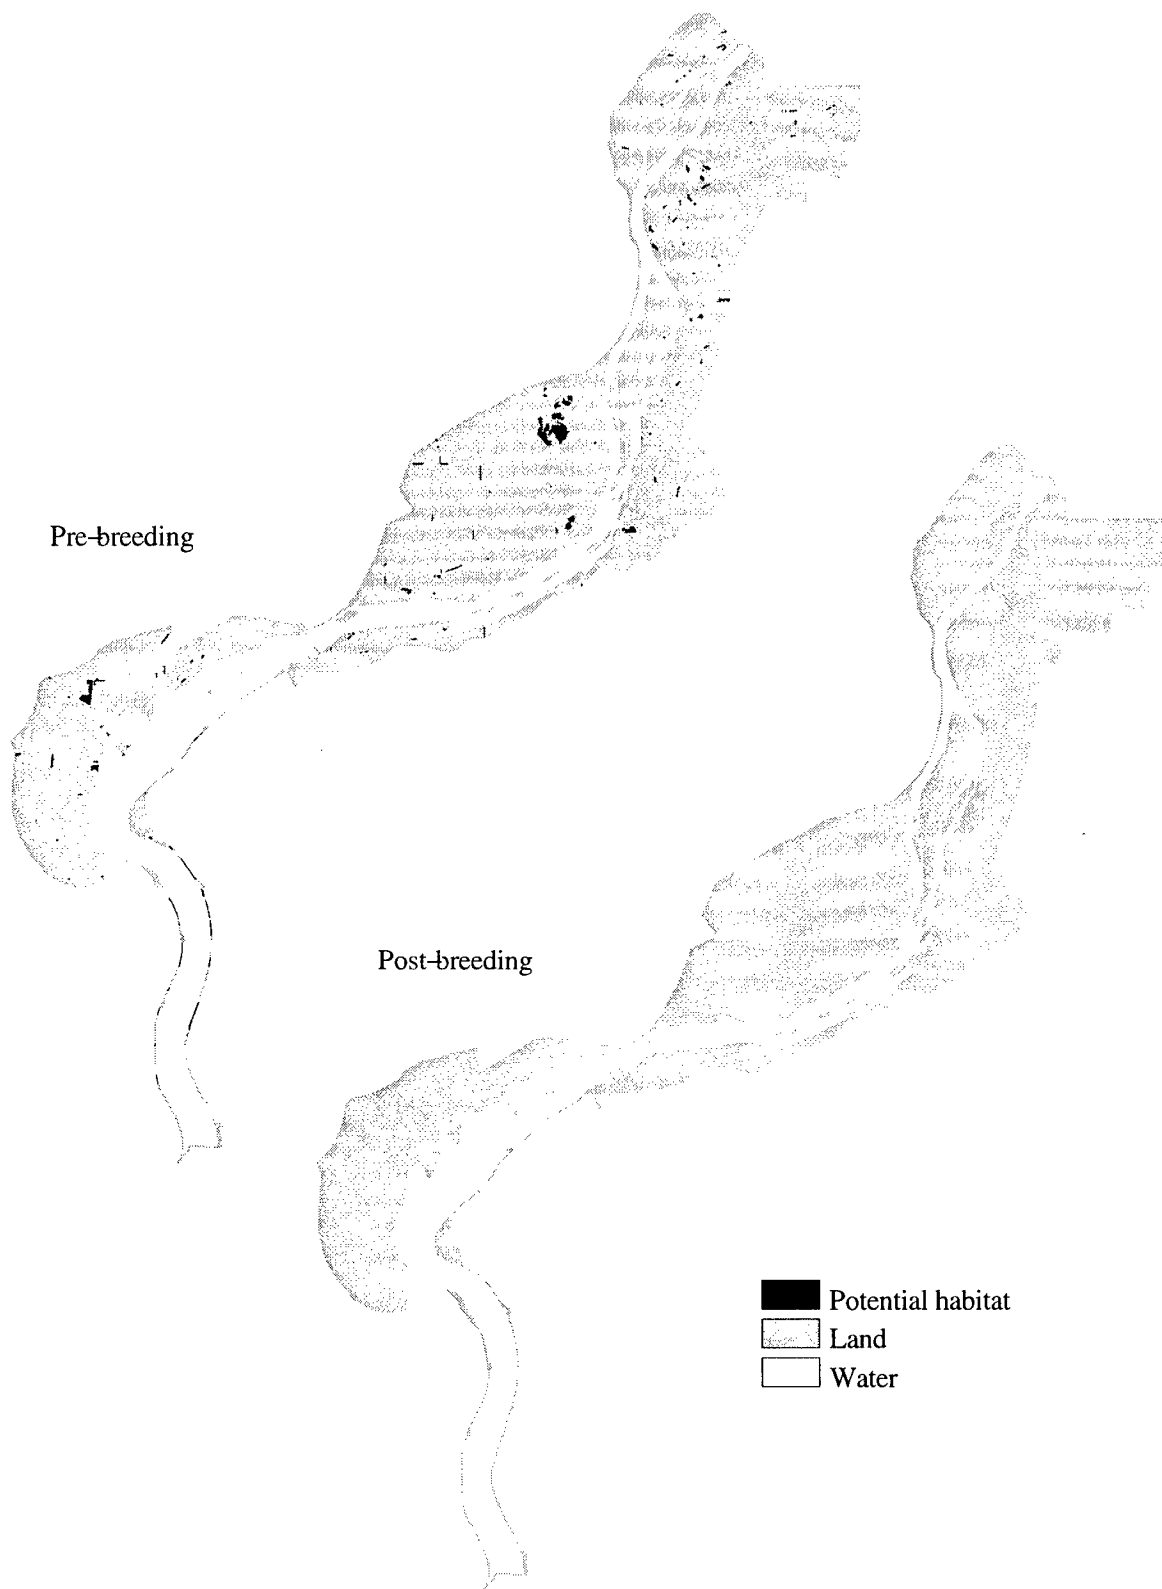 Pre-breeding
Post-breeding
Potential habitat
Land
Water